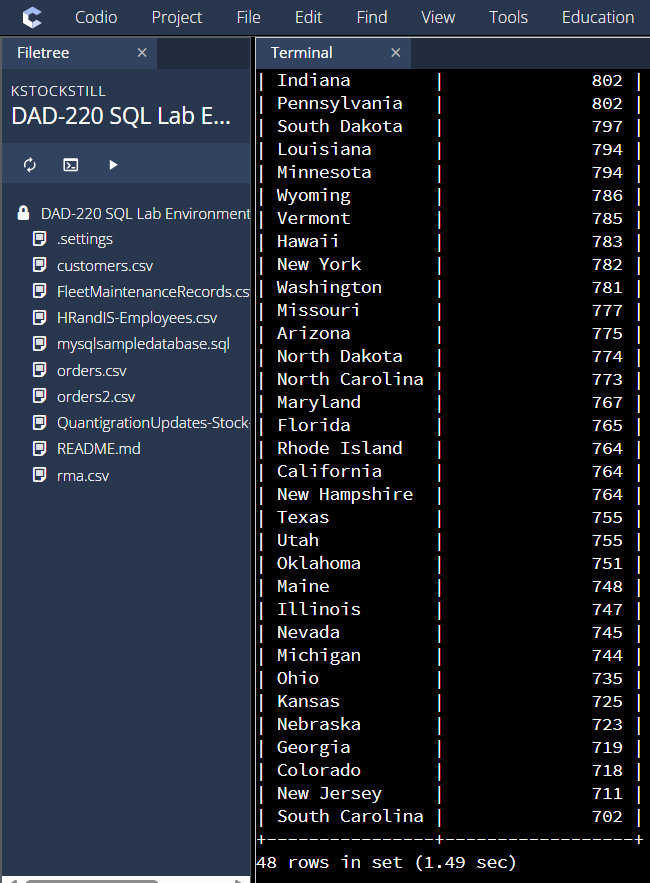 Codio Project File Edit Find View Tools Education
Filetree ×
KSTOCKSTILL
DAD-220 SQL Lab E...
DAD-220 SQL Lab Environment
.settings
customers.csv
FleetMaintenanceRecords.cs
HRandIS-Employees.csv
mysqlsampledatabase.sql
orders.csv
orders2.csv
QuantigrationUpdates-Stock-
README.md
rma.csv
Terminal ×
| Indiana | 802 |
| Pennsylvania | 802 |
| South Dakota | 797 |
| Louisiana | 794 |
| Minnesota | 794 |
| Wyoming | 786 |
| Vermont | 785 |
| Hawaii | 783 |
| New York | 782 |
| Washington | 781 |
| Missouri | 777 |
| Arizona | 775 |
| North Dakota | 774 |
| North Carolina | 773 |
| Maryland | 767 |
| Florida | 765 |
| Rhode Island | 764 |
| California | 764 |
| New Hampshire | 764 |
| Texas | 755 |
| Utah | 755 |
| Oklahoma | 751 |
| Maine | 748 |
| Illinois | 747 |
| Nevada | 745 |
| Michigan | 744 |
| Ohio | 735 |
| Kansas | 725 |
| Nebraska | 723 |
| Georgia | 719 |
| Colorado | 718 |
| New Jersey | 711 |
| South Carolina | 702 |
+----------------+------------------+
48 rows in set (1.49 sec)